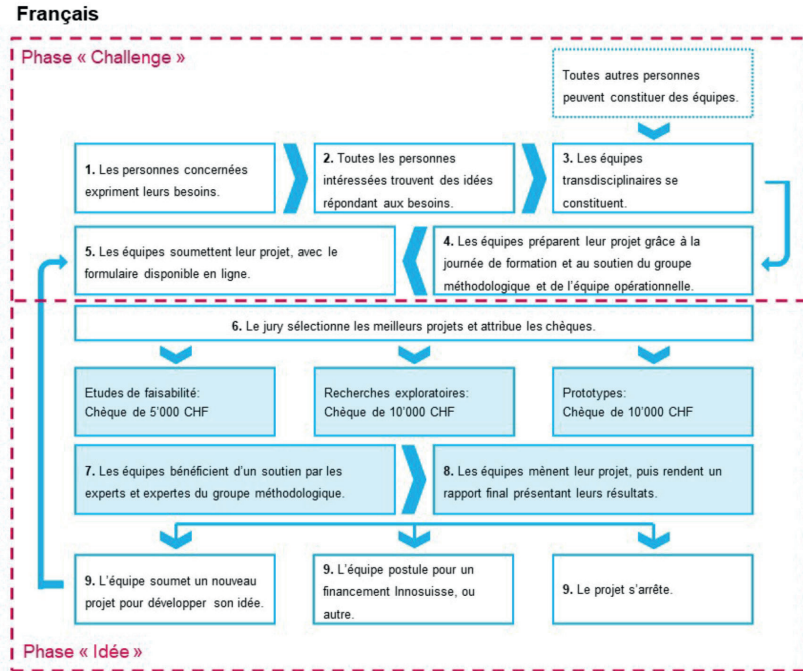 Français
Phase « Challenge »
Toutes autres personnes
peuvent constituer des équipes.
1. Les personnes concernées
expriment leurs besoins.
2. Toutes les personnes
intéressées trouvent des idées
répondant aux besoins.
3. Les équipes
transdisciplinaires se
constituent.
5. Les équipes soumettent leur projet, avec le
formulaire disponible en ligne.
4. Les équipes préparent leur projet grâce à la
journée de formation et au soutien du groupe
méthodologique et de l'équipe opérationnelle.
6. Le jury sélectionne les meilleurs projets et attribue les chèques.
Etudes de faisabilité:
Chèque de 5'000 CHF
Recherches exploratoires:
Chèque de 10'000 CHF
Prototypes:
Chèque de 10'000 CHF
7. Les équipes bénéficient d'un soutien par les
experts et expertes du groupe méthodologique.
8. Les équipes mènent leur projet, puis rendent un
rapport final présentant leurs résultats.
9. L'équipe soumet un nouveau
projet pour développer son idée.
9. L'équipe postule pour un
financement Innosuisse, ou
autre.
9. Le projet s'arrête.
Phase « Idée »